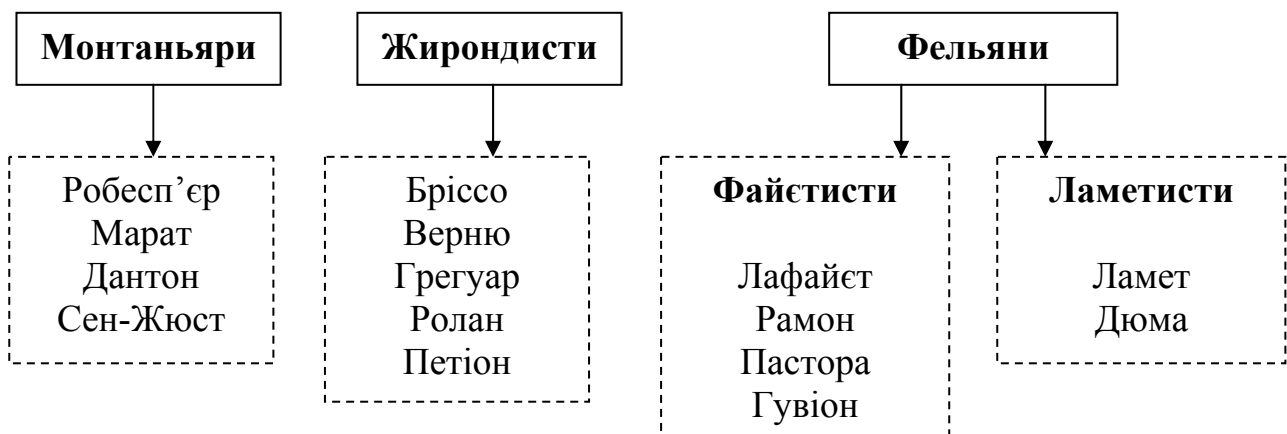 Монтаньяри
Жирондисти
Фельяни
Робесп’єр
Марат
Дантон
Сен-Жюст
Бріссо
Верню
Грегуар
Ролан
Петіон
Файєтисти
Лафайєт
Рамон
Пастора
Гувіон
Ламетисти
Ламет
Дюма